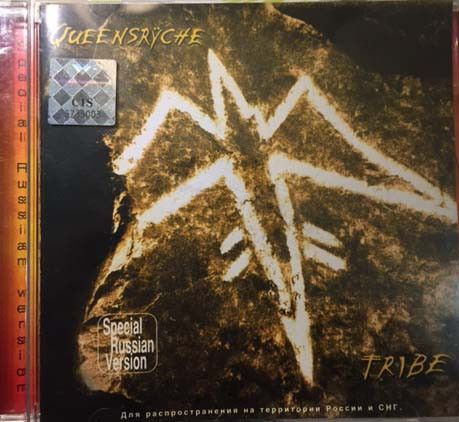 QUEENSRŸCHE
CIS
Special Russian version
Special
Russian
Version
TRIBE
Для распространения на территории России и СНГ.